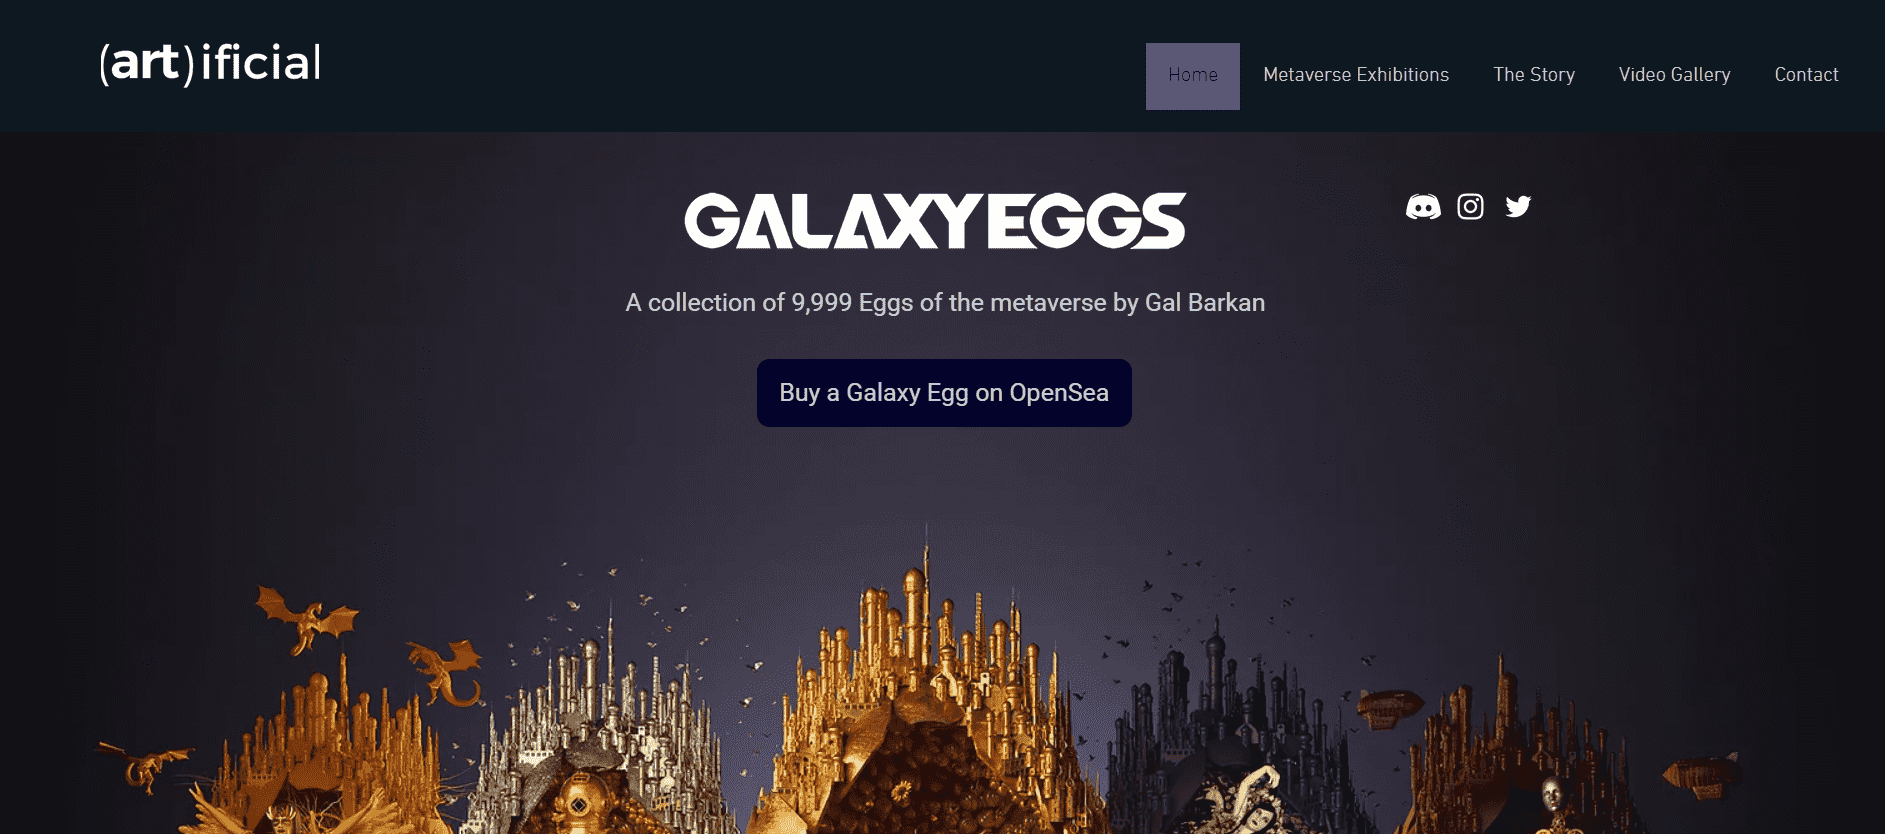 (art)ificial
Home Metaverse Exhibitions The Story Video Gallery Contact
GALAXYEGGS
A collection of 9,999 Eggs of the metaverse by Gal Barkan
Buy a Galaxy Egg on OpenSea